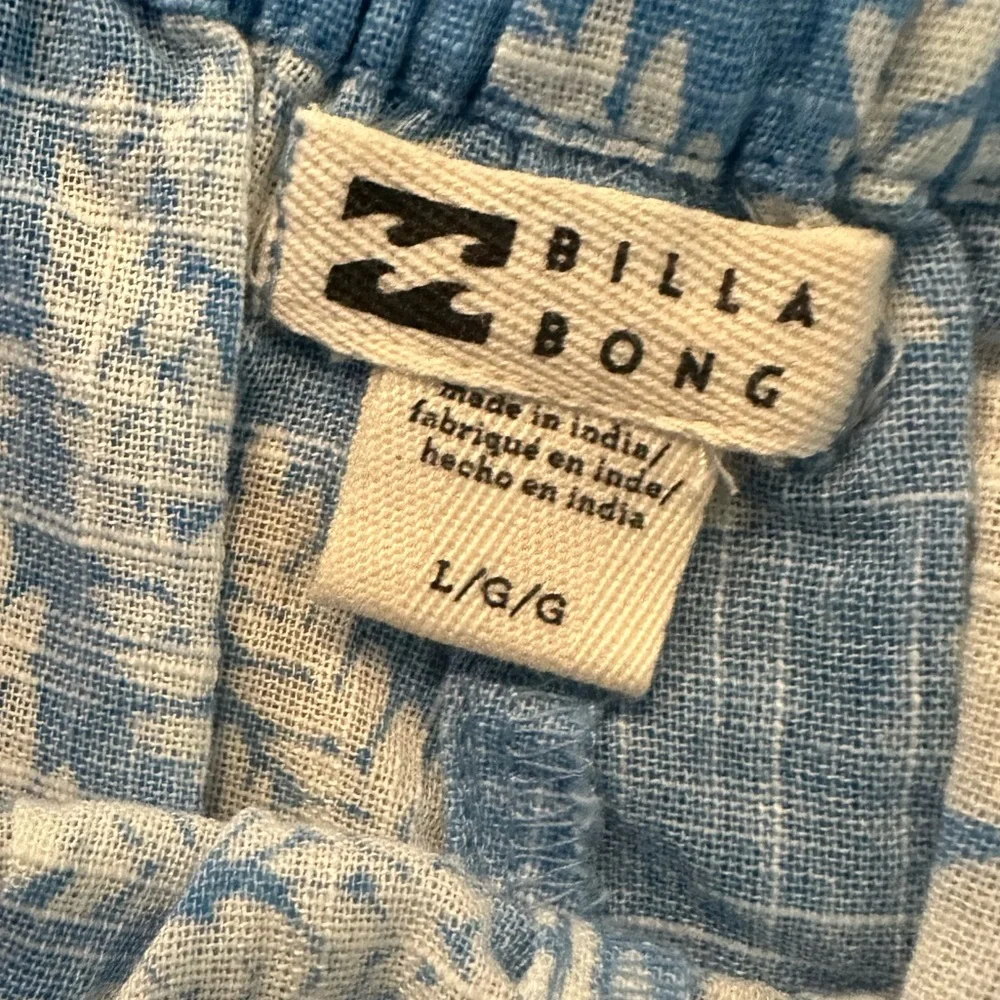 BILLA
BONG
made in india/
fabriqué en inde/
hecho en india
L/G/G